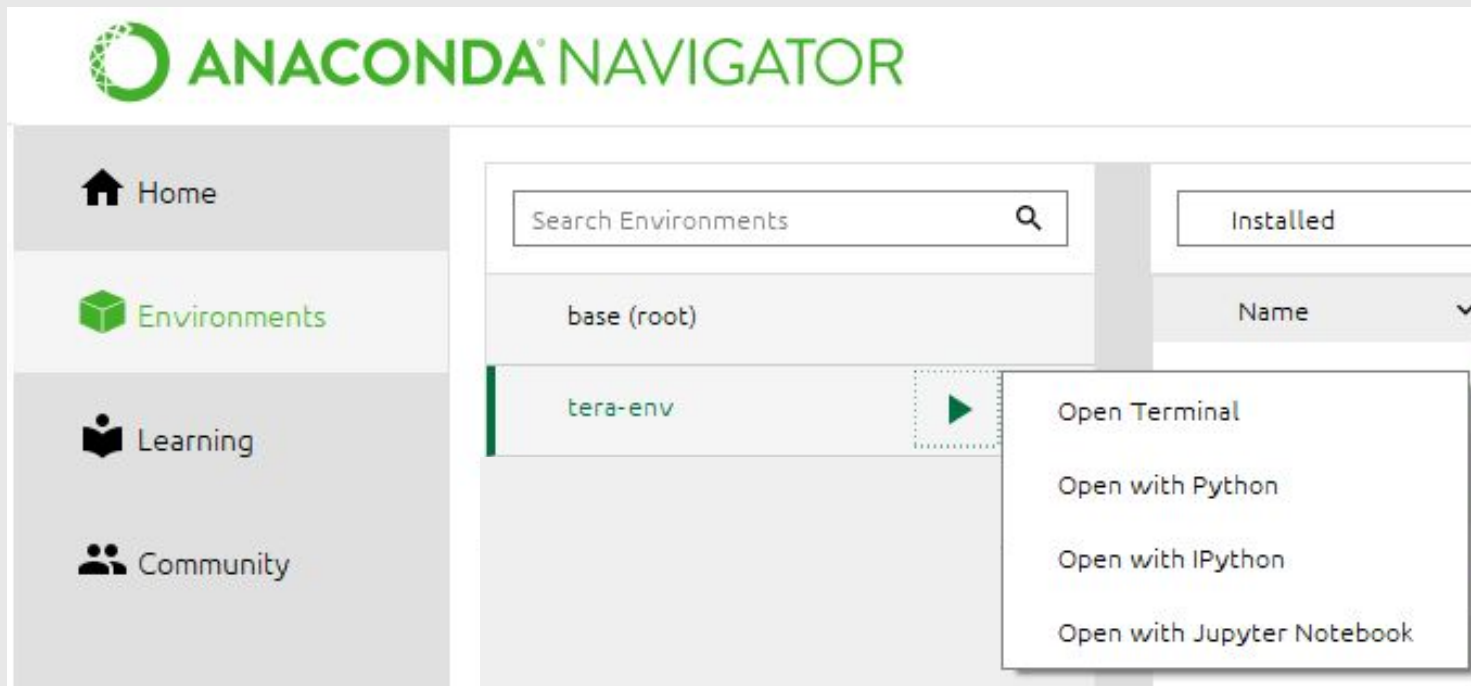 ANACONDA NAVIGATOR
Home
Environments
Learning
Community
Search Environments
base (root)
tera-env
Installed
Name
Open Terminal
Open with Python
Open with IPython
Open with Jupyter Notebook